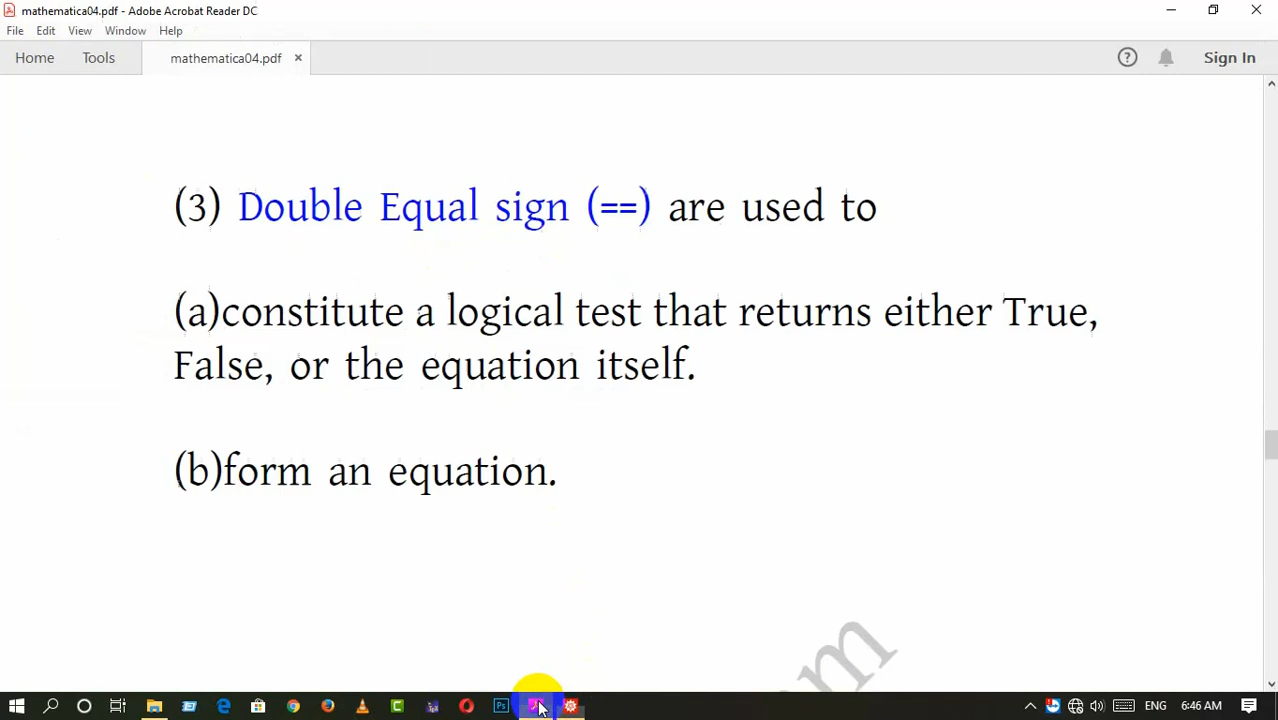 mathematica04.pdf - Adobe Acrobat Reader DC
File Edit View Window Help
Home Tools mathematica04.pdf × ? Sign In
(3) Double Equal sign (==) are used to
(a)constitute a logical test that returns either True,
False, or the equation itself.
(b)form an equation.
om
Ps ENG 6:46 AM